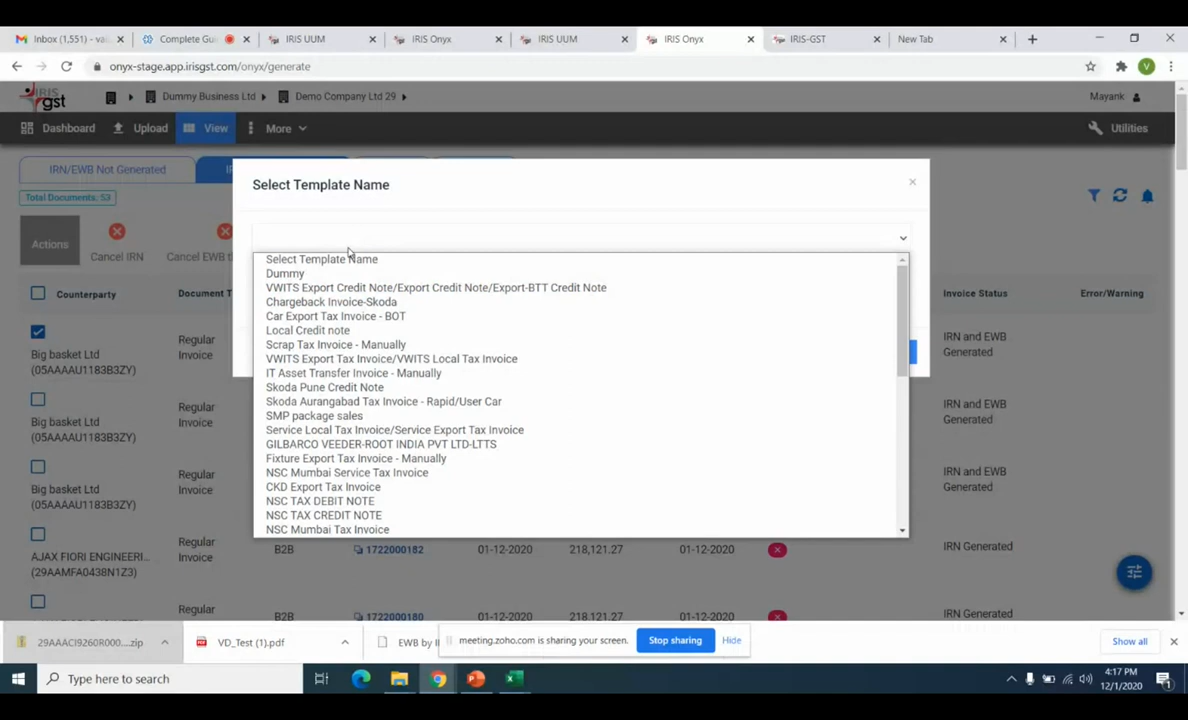 Inbox (1,551) - va
Complete Gu
IRIS UUM
IRIS Onyx
IRIS UUM
IRIS Onyx
IRIS-GST
New Tab
onyx-stage.app.irisgst.com/onyx/generate
V
IRIS gst
Dummy Business Ltd
Demo Company Ltd 29
Mayank
Dashboard
Upload
View
More
Utilities
IRN/EWB Not Generated
Total Documents: 53
Select Template Name
Actions
Cancel IRN
Cancel EWB t
Select Template Name
Dummy
VWITS Export Credit Note/Export Credit Note/Export-BTT Credit Note
Chargeback Invoice-Skoda
Car Export Tax Invoice - BOT
Local Credit note
Scrap Tax Invoice - Manually
VWITS Export Tax Invoice/VWITS Local Tax Invoice
IT Asset Transfer Invoice - Manually
Skoda Pune Credit Note
Skoda Aurangabad Tax Invoice - Rapid/User Car
SMP package sales
Service Local Tax Invoice/Service Export Tax Invoice
GILBARCO VEEDER-ROOT INDIA PVT LTD-LTTS
Fixture Export Tax Invoice - Manually
NSC Mumbai Service Tax Invoice
CKD Export Tax Invoice
NSC TAX DEBIT NOTE
NSC TAX CREDIT NOTE
NSC Mumbai Tax Invoice
Counterparty
Document T
Invoice Status
Error/Warning
Big basket Ltd
(05AAAAU1183B3ZY)
Regular
Invoice
IRN and EWB
Generated
Big basket Ltd
(05AAAAU1183B3ZY)
Regular
Invoice
IRN and EWB
Generated
Big basket Ltd
(05AAAAU1183B3ZY)
Regular
Invoice
IRN and EWB
Generated
AJAX FIORI ENGINEERI...
(29AAMFA0438N1Z3)
Regular
Invoice
B2B
1722000182
01-12-2020
218,121.27
01-12-2020
IRN Generated
Regular
B2B
1722000180
01-12-2020
218,121.27
01-12-2020
IRN Generated
29AAACI9260R000....zip
VD_Test (1).pdf
EWB by I
meeting.zoho.com is sharing your screen.
Stop sharing
Hide
Show all
Type here to search
4:17 PM
12/1/2020
1